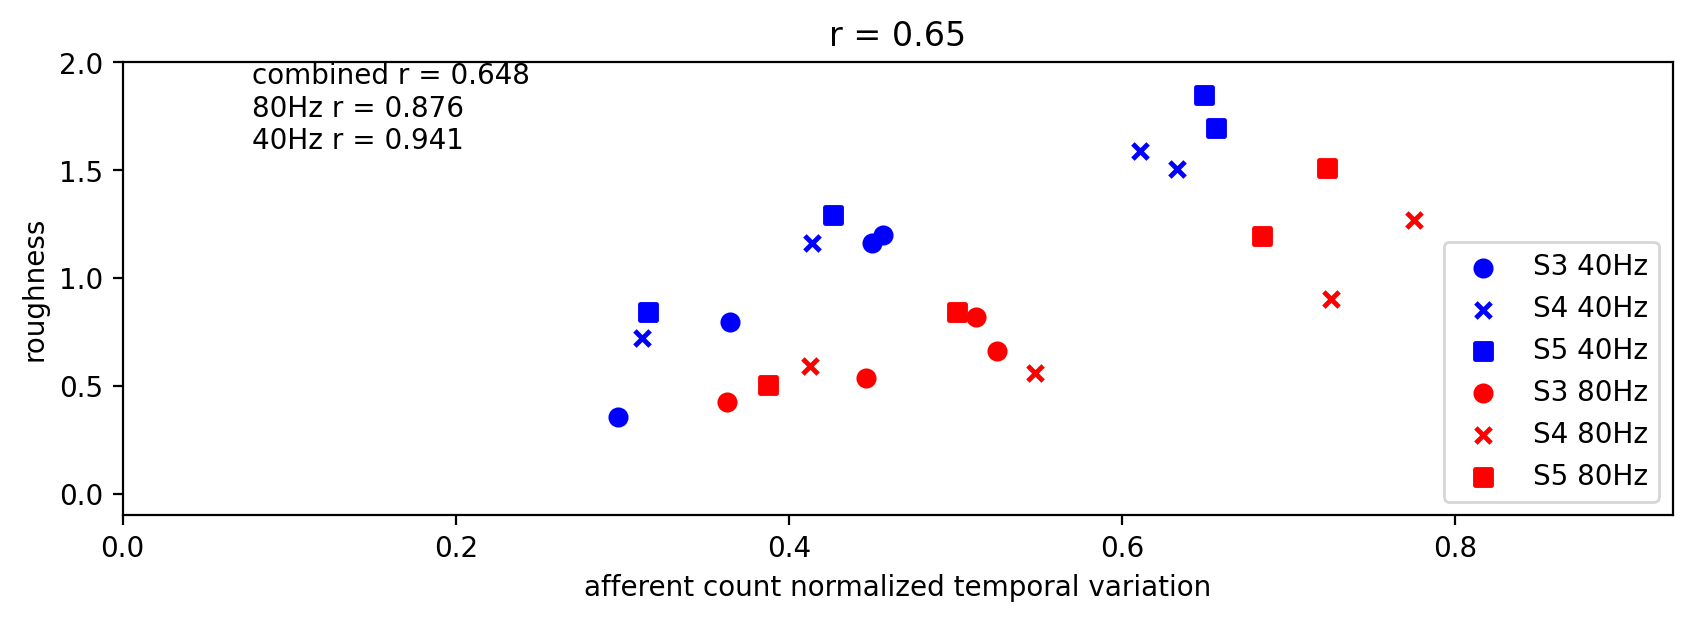 r = 0.65
combined r = 0.648
80Hz r = 0.876
40Hz r = 0.941
2.0
1.5
1.0
0.5
0.0
roughness
S3 40Hz
S4 40Hz
S5 40Hz
S3 80Hz
S4 80Hz
S5 80Hz
0.0 0.2 0.4 0.6 0.8
afferent count normalized temporal variation